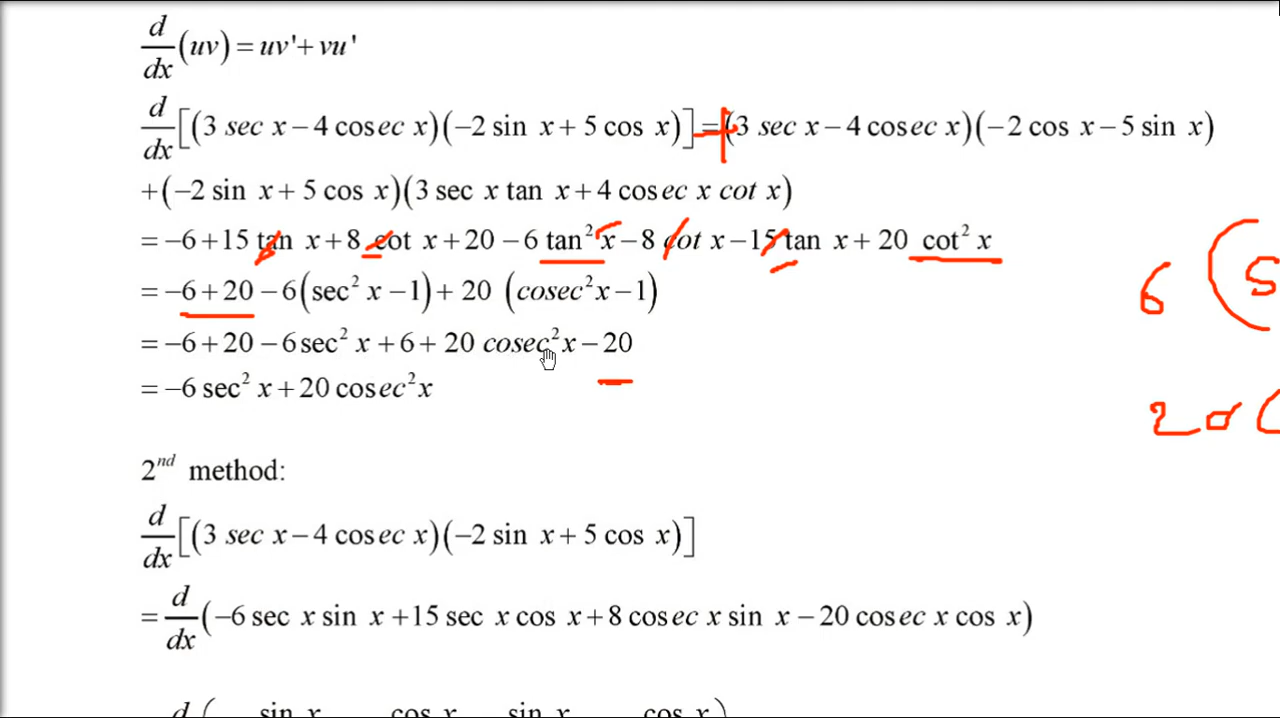 d/dx (uv) = uv' + vu'
d/dx [(3 sec x − 4 cosec x)(−2 sin x + 5 cos x)] = (3 sec x − 4 cosec x)(−2 cos x − 5 sin x)
+(−2 sin x + 5 cos x)(3 sec x tan x + 4 cosec x cot x)
= −6 + 15 tan x + 8 cot x + 20 − 6 tan² x − 8 cot x − 15 tan x + 20 cot² x
= −6 + 20 − 6(sec² x − 1) + 20 (cosec² x − 1)
6 (s
= −6 + 20 − 6 sec² x + 6 + 20 cosec² x − 20
= −6 sec² x + 20 cosec² x
20 (
2nd method:
d/dx [(3 sec x − 4 cosec x)(−2 sin x + 5 cos x)]
= d/dx (−6 sec x sin x + 15 sec x cos x + 8 cosec x sin x − 20 cosec x cos x)
d ( sin x cos x sin x cos x )